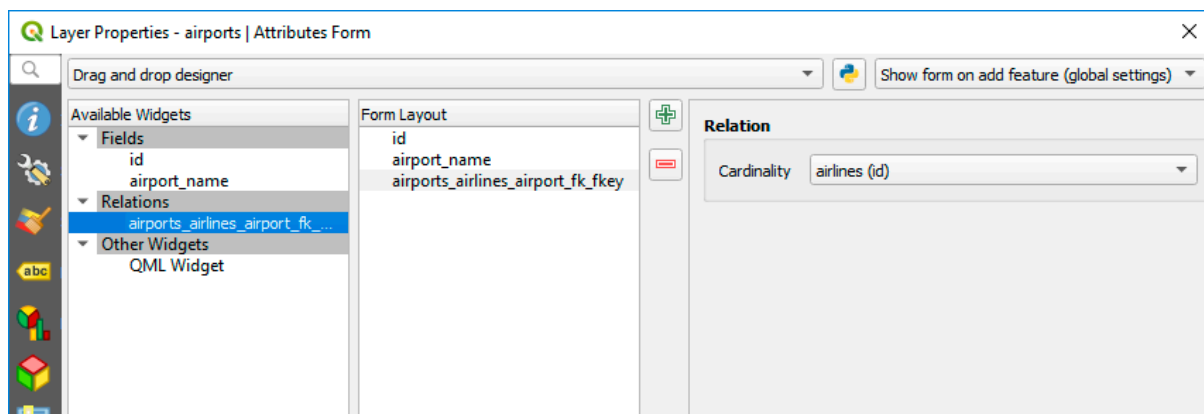 Layer Properties - airports | Attributes Form
Drag and drop designer
Show form on add feature (global settings)
Available Widgets
Fields
id
airport_name
Relations
airports_airlines_airport_fk_...
Other Widgets
QML Widget
Form Layout
id
airport_name
airports_airlines_airport_fk_fkey
Relation
Cardinality airlines (id)
abc